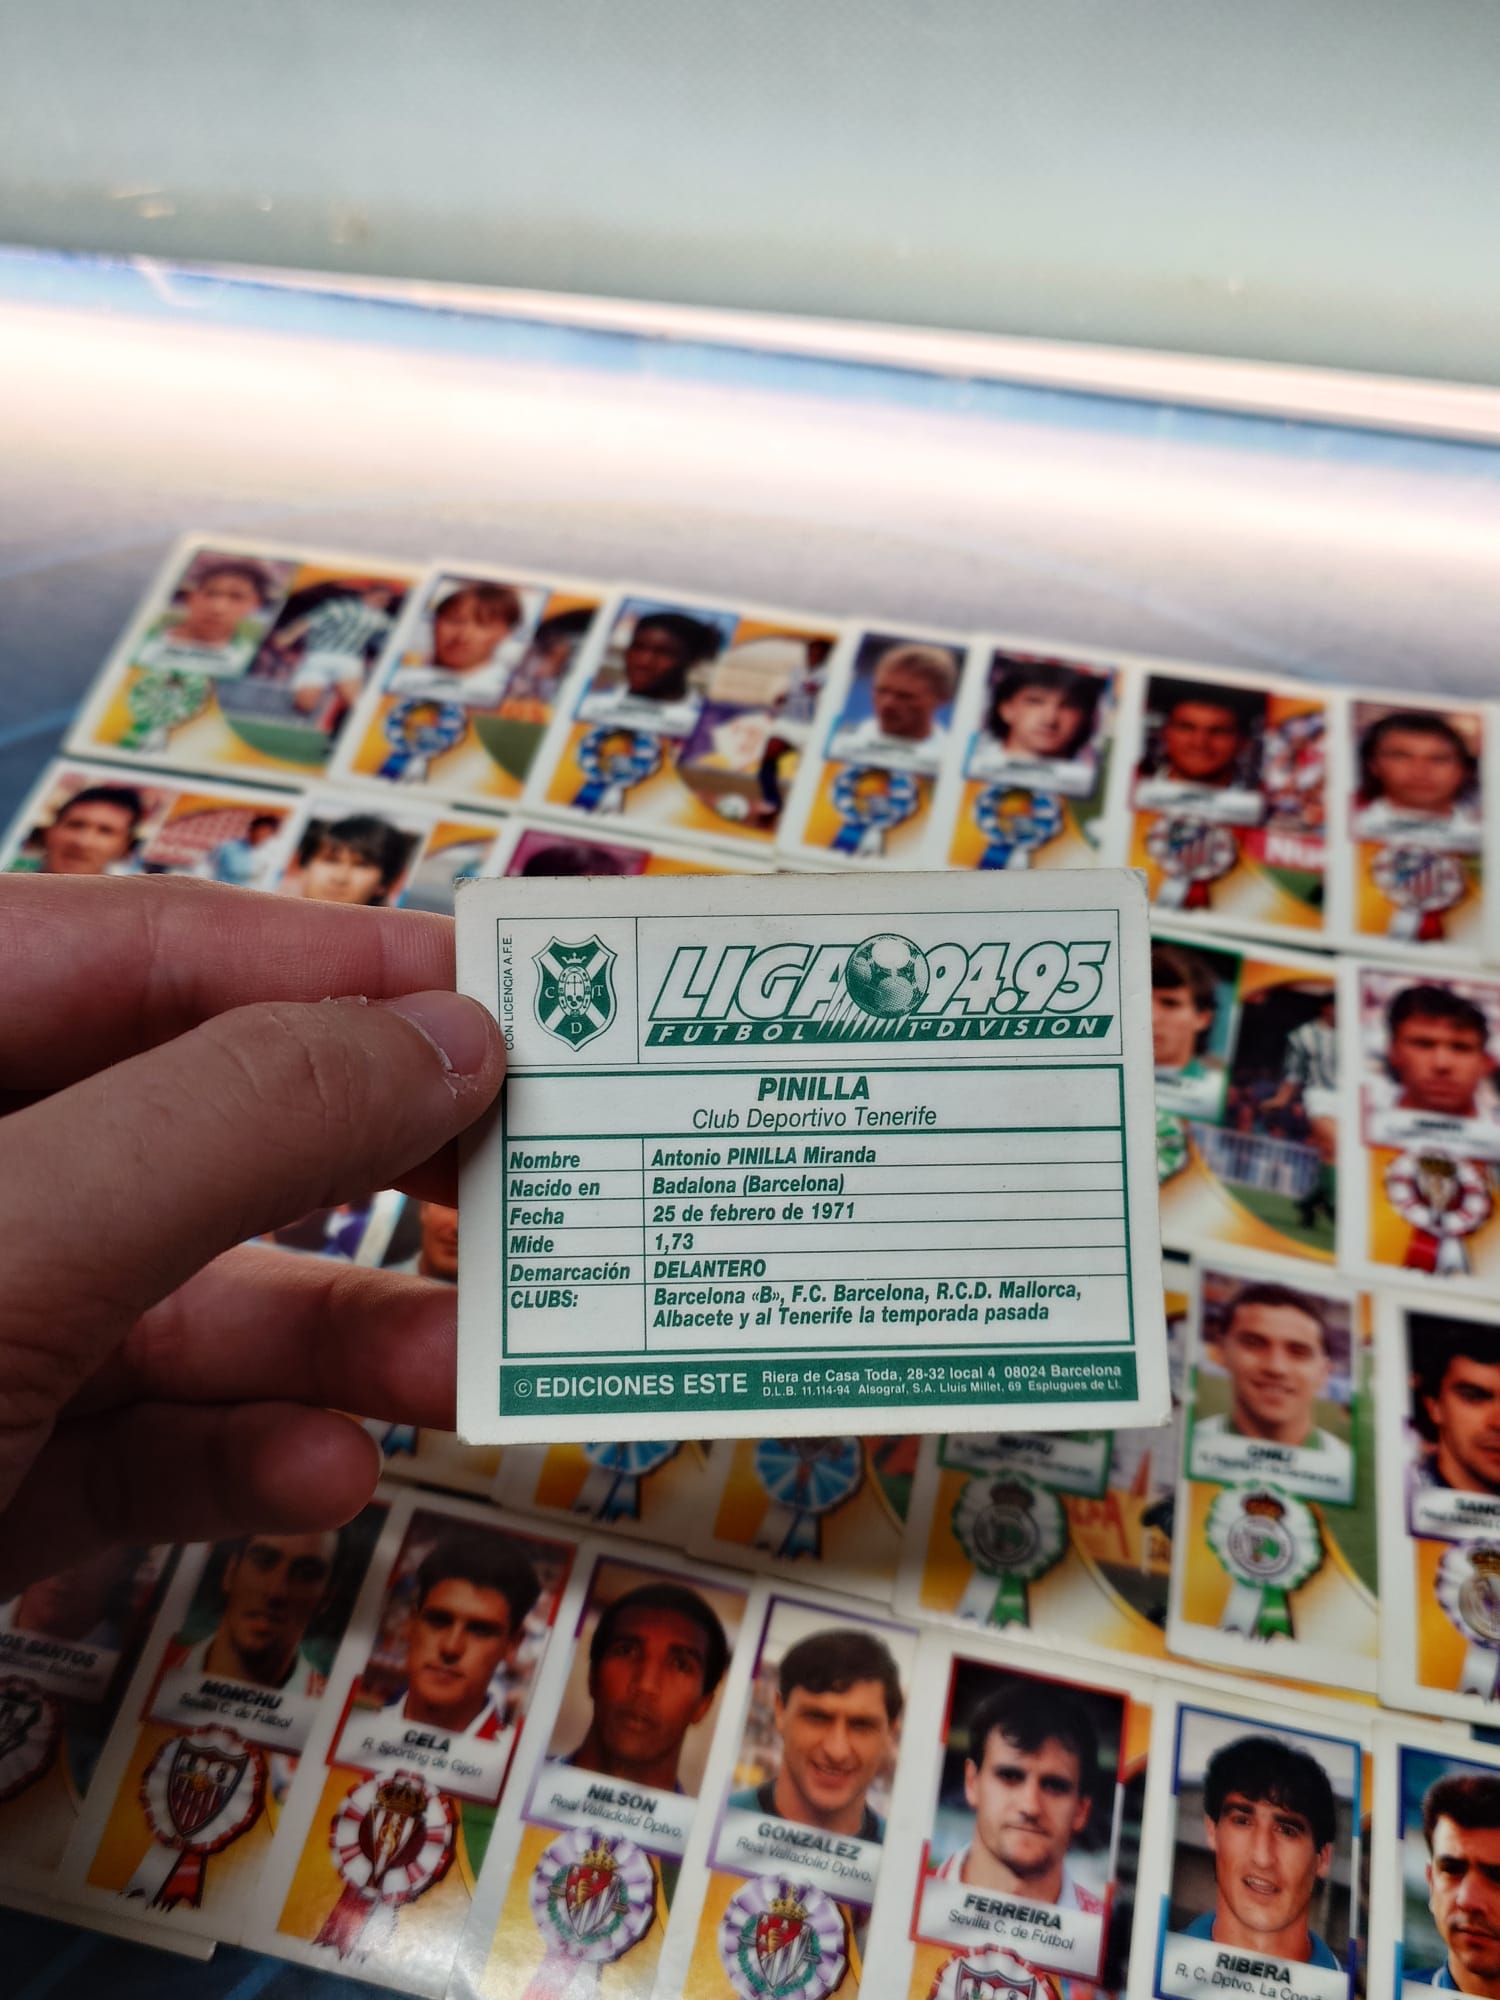 CON LICENCIA A.F.E.
C T
D
LIGA 94.95
FUTBOL 1ª DIVISION
PINILLA
Club Deportivo Tenerife
Nombre Antonio PINILLA Miranda
Nacido en Badalona (Barcelona)
Fecha 25 de febrero de 1971
Mide 1,73
Demarcación DELANTERO
CLUBS: Barcelona «B», F.C. Barcelona, R.C.D. Mallorca,
Albacete y al Tenerife la temporada pasada
© EDICIONES ESTE Riera de Casa Toda, 28-32 local 4 08024 Barcelona
D.L.B. 11.114-94 Alsograf, S.A. Lluis Millet, 69 Esplugues de Ll.
CHILI
OS SANTOS
MONCHU
Sevilla C. de Fútbol
CELA
R. Sporting de Gijón
NILSON
Real Valladolid Dptvo.
GONZALEZ
Real Valladolid Dptvo.
FERREIRA
Sevilla C. de Fútbol
RIBERA
R. C. Dptvo. La Coru